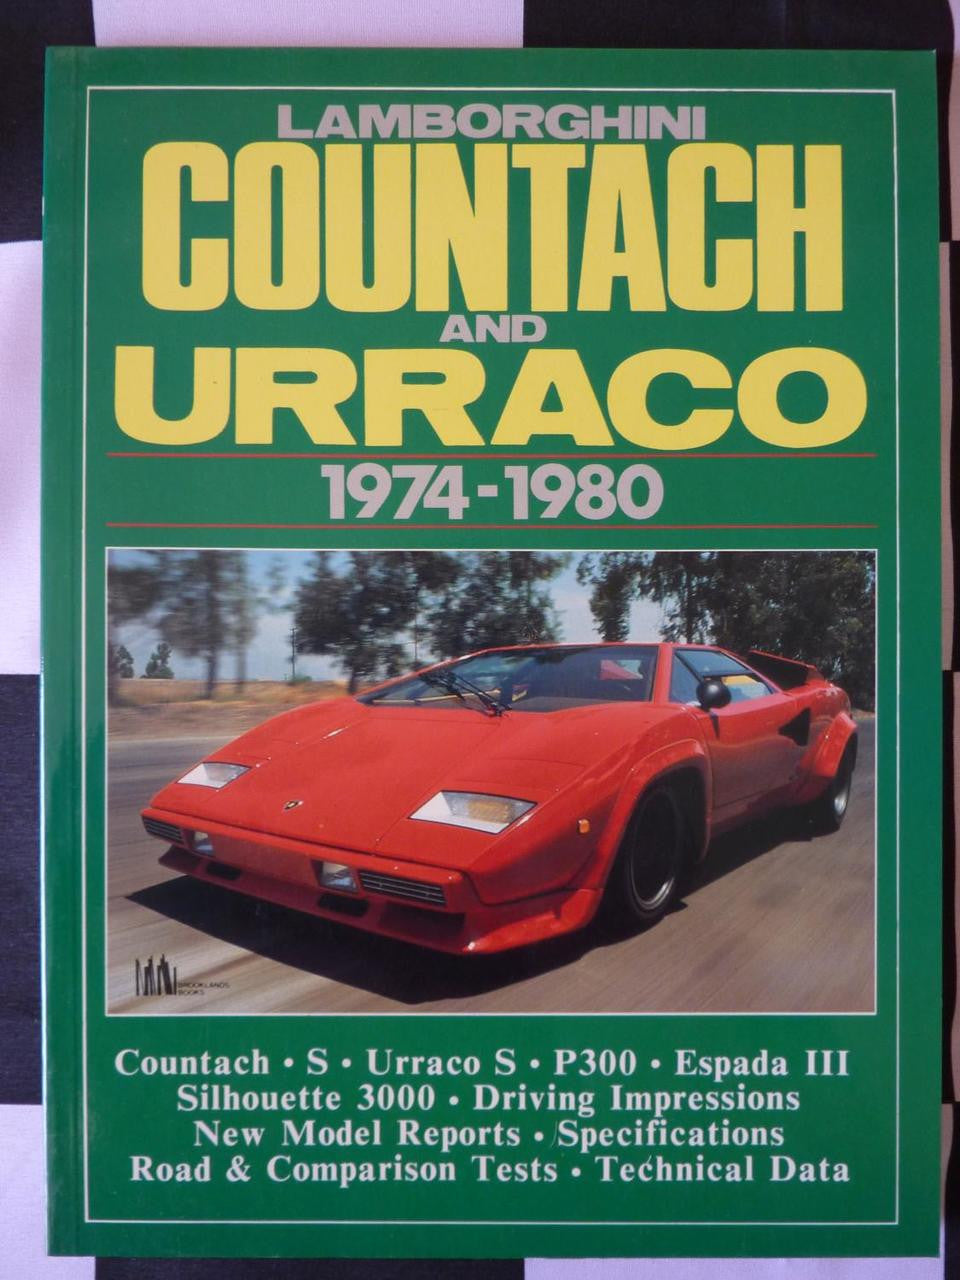 LAMBORGHINI
COUNTACH
AND
URRACO
1974-1980
BROOKLANDS
BOOKS
Countach • S • Urraco S • P300 • Espada III
Silhouette 3000 • Driving Impressions
New Model Reports • Specifications
Road & Comparison Tests • Technical Data